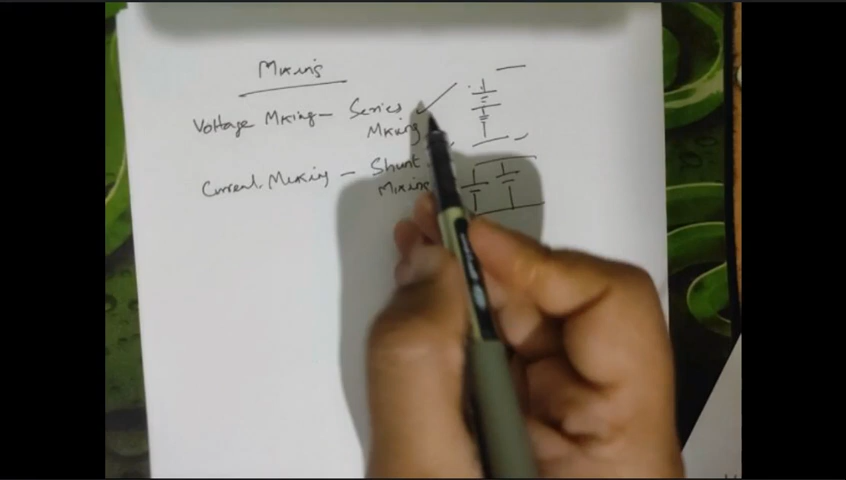 Mixing
Voltage Mixing - Series
Mixing
Current Mixing - Shunt
Mixing